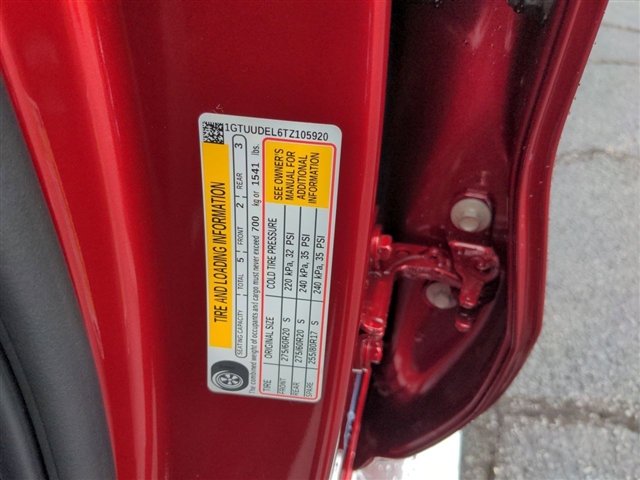 1GTUUDEL6TZ105920
TIRE AND LOADING INFORMATION
SEATING CAPACITY TOTAL 5 FRONT 2 REAR 3
The combined weight of occupants and cargo must never exceed 700 kg or 1541 lbs.
TIRE ORIGINAL SIZE COLD TIRE PRESSURE
FRONT 275/60R20 S 220 kPa, 32 PSI
REAR 275/60R20 S 240 kPa, 35 PSI
SPARE 255/80R17 S 240 kPa, 35 PSI
SEE OWNER'S
MANUAL FOR
ADDITIONAL
INFORMATION